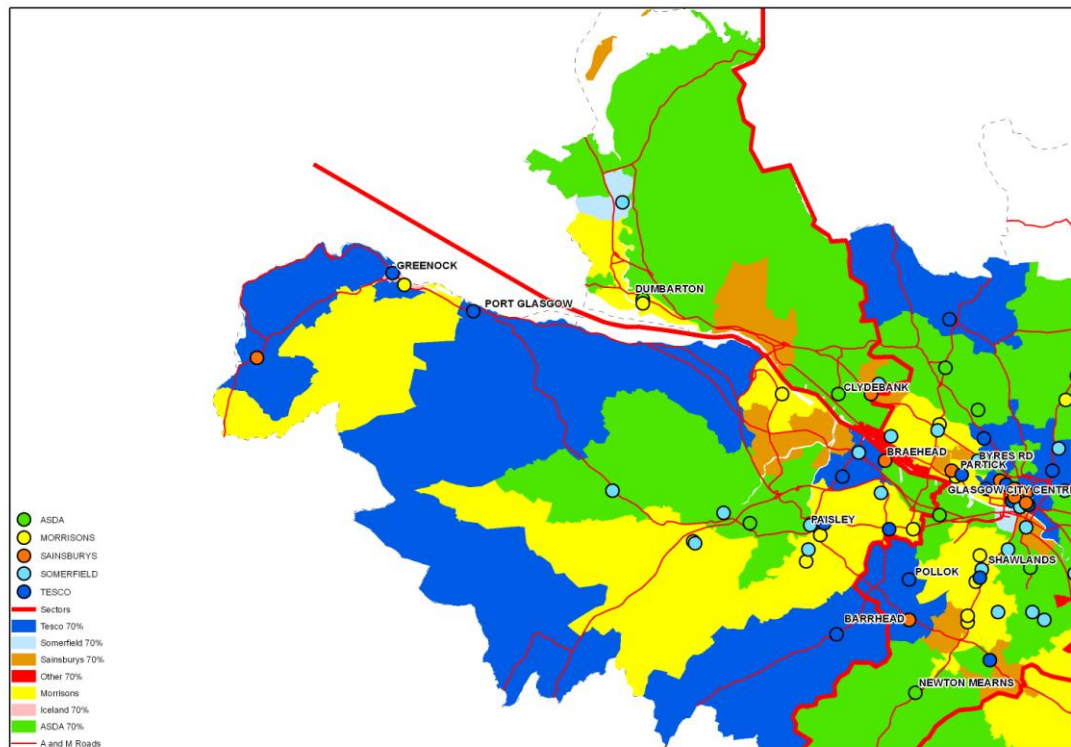 GREENOCK
PORT GLASGOW
DUMBARTON
CLYDEBANK
BRAEHEAD
BYRES RD
PARTICK
GLASGOW CITY CENTRE
PAISLEY
SHAWLANDS
POLLOK
BARRHEAD
NEWTON MEARNS
ASDA
MORRISONS
SAINSBURYS
SOMERFIELD
TESCO
Sectors
Tesco 70%
Somerfield 70%
Sainsburys 70%
Other 70%
Morrisons
Iceland 70%
ASDA 70%
A and M Roads